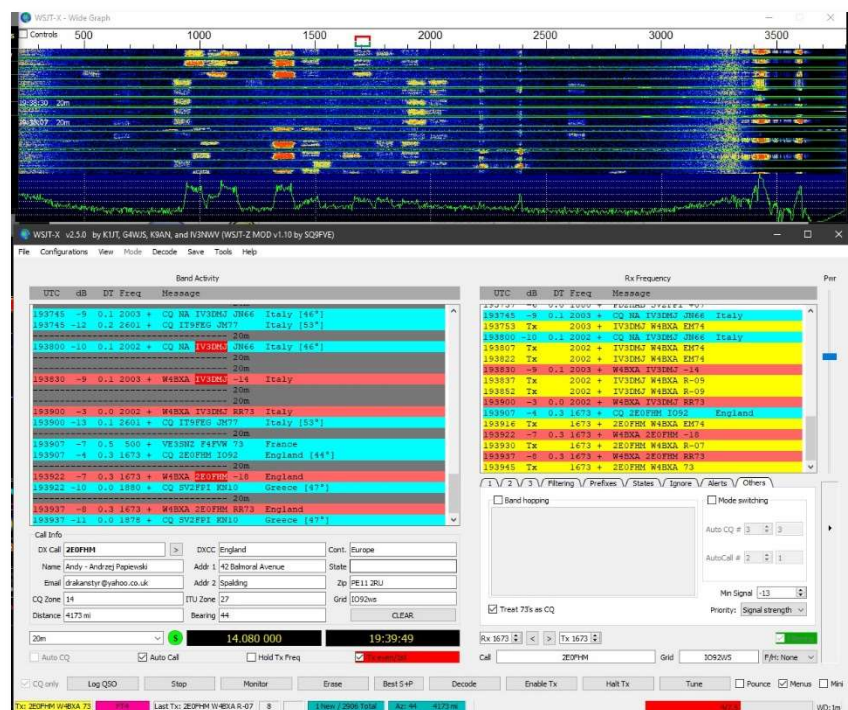 WSJT-X - Wide Graph
Controls 500 1000 1500 2000 2500 3000 3500
19:38:30 20m
20m
WSJT-X v2.5.0 by K1JT, G4WJS, K9AN, and IV3NWV (WSJT-Z MOD v1.10 by SQ9FVE)
File Configurations View Mode Decode Save Tools Help
Band Activity
UTC dB DT Freq Message
193745 -9 0.1 2003 + CQ NA IV3DMJ JN66 Italy [46°]
193745 -12 0.2 2601 + CQ IT9FEG JM77 Italy [53°]
20m
193800 -10 0.1 2002 + CQ NA IV3DMJ JN66 Italy [46°]
20m
20m
193830 -9 0.1 2003 + W4BXA IV3DMJ -14 Italy
20m
20m
193900 -3 0.0 2002 + W4BXA IV3DMJ RR73 Italy
193900 -13 0.1 2601 + CQ IT9FEG JM77 Italy [53°]
20m
193907 -7 0.5 500 + VE3SNZ F4FVW 73 France
193907 -4 0.3 1673 + CQ 2E0FHM IO92 England [44°]
20m
193922 -7 0.3 1673 + W4BXA 2E0FHM -18 England
193922 -10 0.0 1880 + CQ SV2FPI KN10 Greece [47°]
20m
193937 -8 0.3 1673 + W4BXA 2E0FHM RR73 England
193937 -11 0.0 1878 + CQ SV2FPI KN10 Greece [47°]
Rx Frequency
UTC dB DT Freq Message
193745 -9 0.1 2003 + CQ NA IV3DMJ JN66 Italy
193753 Tx 2003 + IV3DMJ W4BXA EM74
193800 -10 0.1 2002 + CQ NA IV3DMJ JN66 Italy
193807 Tx 2002 + IV3DMJ W4BXA EM74
193822 Tx 2002 + IV3DMJ W4BXA EM74
193830 -9 0.1 2003 + W4BXA IV3DMJ -14
193837 Tx 2002 + IV3DMJ W4BXA R-09
193852 Tx 2002 + IV3DMJ W4BXA R-09
193900 -3 0.0 2002 + W4BXA IV3DMJ RR73
193907 -4 0.3 1673 + CQ 2E0FHM IO92 England
193916 Tx 1673 + 2E0FHM W4BXA EM74
193922 -7 0.3 1673 + W4BXA 2E0FHM -18
193930 Tx 1673 + 2E0FHM W4BXA R-07
193937 -8 0.3 1673 + W4BXA 2E0FHM RR73
193945 Tx 1673 + 2E0FHM W4BXA 73
Pwr
1 2 3 Filtering Prefixes States Ignore Alerts Others
Band hopping
Mode switching
Auto CQ # 3 3
AutoCall # 2 1
Min Signal -13
Treat 73's as CQ
Priority: Signal strength
Call Info
DX Call 2E0FHM > DXCC England Cont. Europe
Name Andy - Andrzej Papiewski Addr 1 42 Balmoral Avenue State
Email drakanstyr@yahoo.co.uk Addr 2 Spalding Zip PE11 2RU
CQ Zone 14 ITU Zone 27 Grid IO92ws
Distance 4173 mi Bearing 44 CLEAR
20m S 14.080 000 19:39:49
Rx 1673 < > Tx 1673
Auto CQ Auto Call Hold Tx Freq
Call 2E0FHM Grid IO92WS F/H: None
CQ only Log QSO Stop Monitor Erase Best S+P Decode Enable Tx Halt Tx Tune Pounce Menus Mini
Tx: 2E0FHM W4BXA 73 FT4 Last Tx: 2E0FHM W4BXA R-07 8 1 New / 2906 Total Az: 44 4173 mi WD:1m